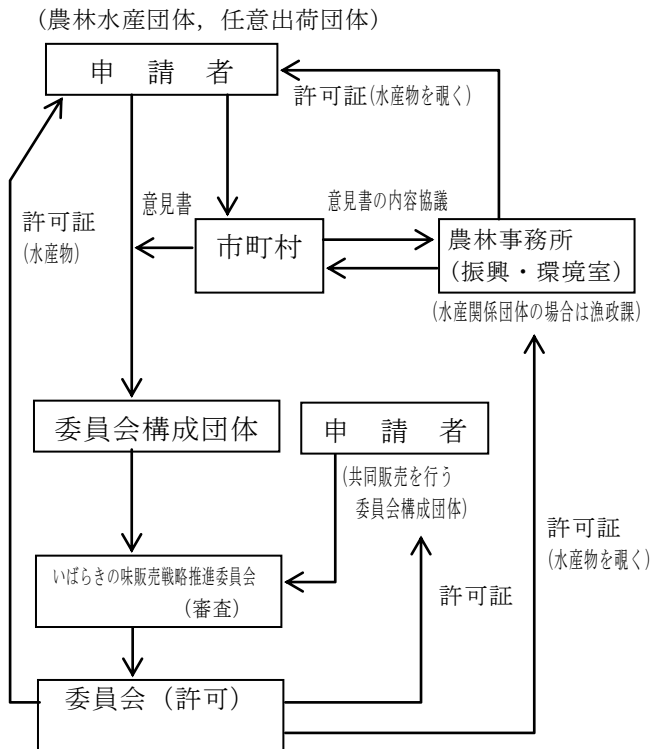 (農林水産団体，任意出荷団体)
申　請　者
許可証(水産物を覗く)
意見書
意見書の内容協議
許可証
(水産物)
市町村
農林事務所
(振興・環境室)
(水産関係団体の場合は漁政課)
委員会構成団体
申　請　者
(共同販売を行う
委員会構成団体)
許可証
(水産物を覗く)
いばらきの味販売戦略推進委員会
(審査)
許可証
委員会（許可）